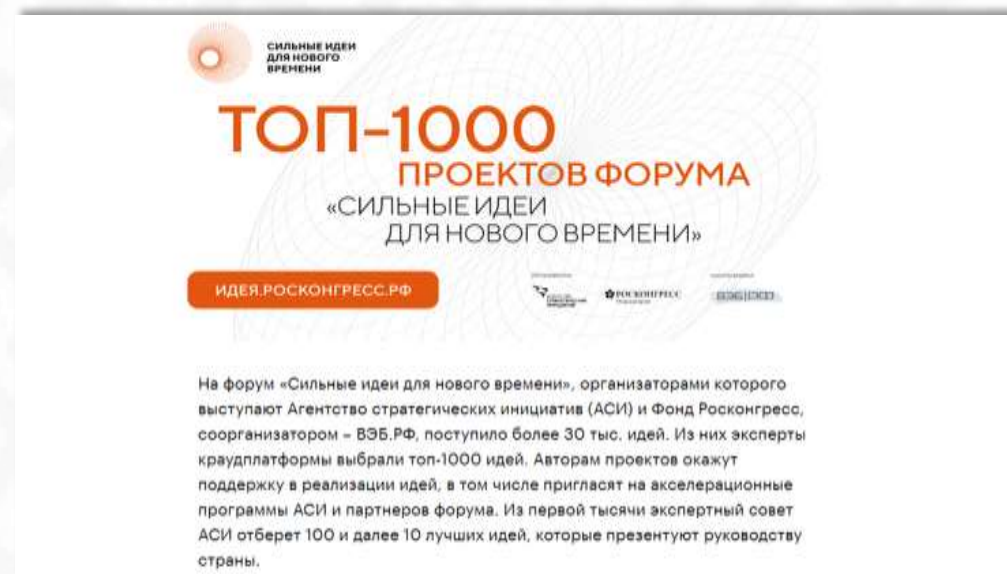 СИЛЬНЫЕ ИДЕИ
ДЛЯ НОВОГО
ВРЕМЕНИ
ТОП-1000
ПРОЕКТОВ ФОРУМА
«СИЛЬНЫЕ ИДЕИ
ДЛЯ НОВОГО ВРЕМЕНИ»
ИДЕЯ.РОСКОНГРЕСС.РФ
РОСКОНГРЕСС
ВЭБ РФ
На форум «Сильные идеи для нового времени», организаторами которого
выступают Агентство стратегических инициатив (АСИ) и Фонд Росконгресс,
соорганизатором – ВЭБ.РФ, поступило более 30 тыс. идей. Из них эксперты
краудплатформы выбрали топ-1000 идей. Авторам проектов окажут
поддержку в реализации идей, в том числе пригласят на акселерационные
программы АСИ и партнеров форума. Из первой тысячи экспертный совет
АСИ отберет 100 и далее 10 лучших идей, которые презентуют руководству
страны.